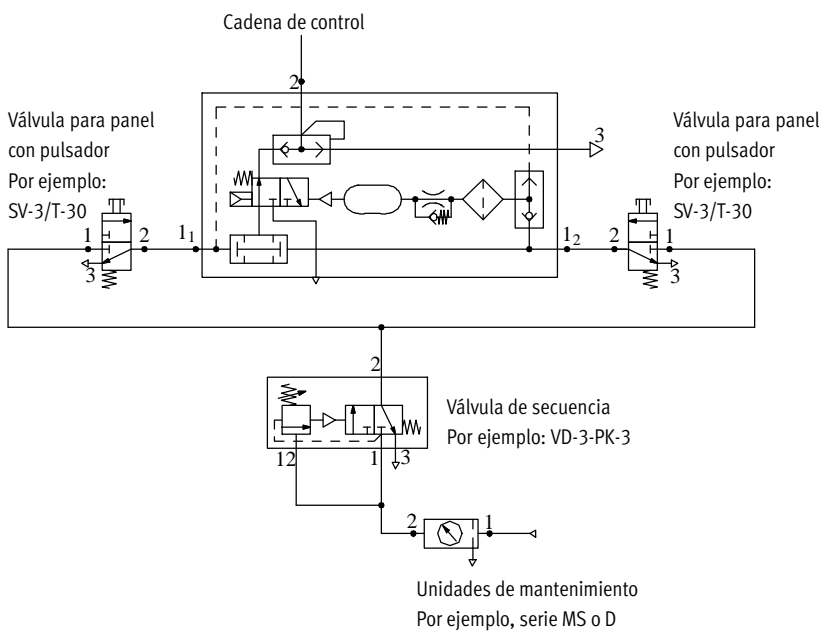 Cadena de control
2
Válvula para panel
con pulsador
Por ejemplo:
SV-3/T-30
3
Válvula para panel
con pulsador
Por ejemplo:
SV-3/T-30
1 2 1₁ 1₂ 2 1
3 3
2
Válvula de secuencia
Por ejemplo: VD-3-PK-3
12 1 3
2 1
Unidades de mantenimiento
Por ejemplo, serie MS o D